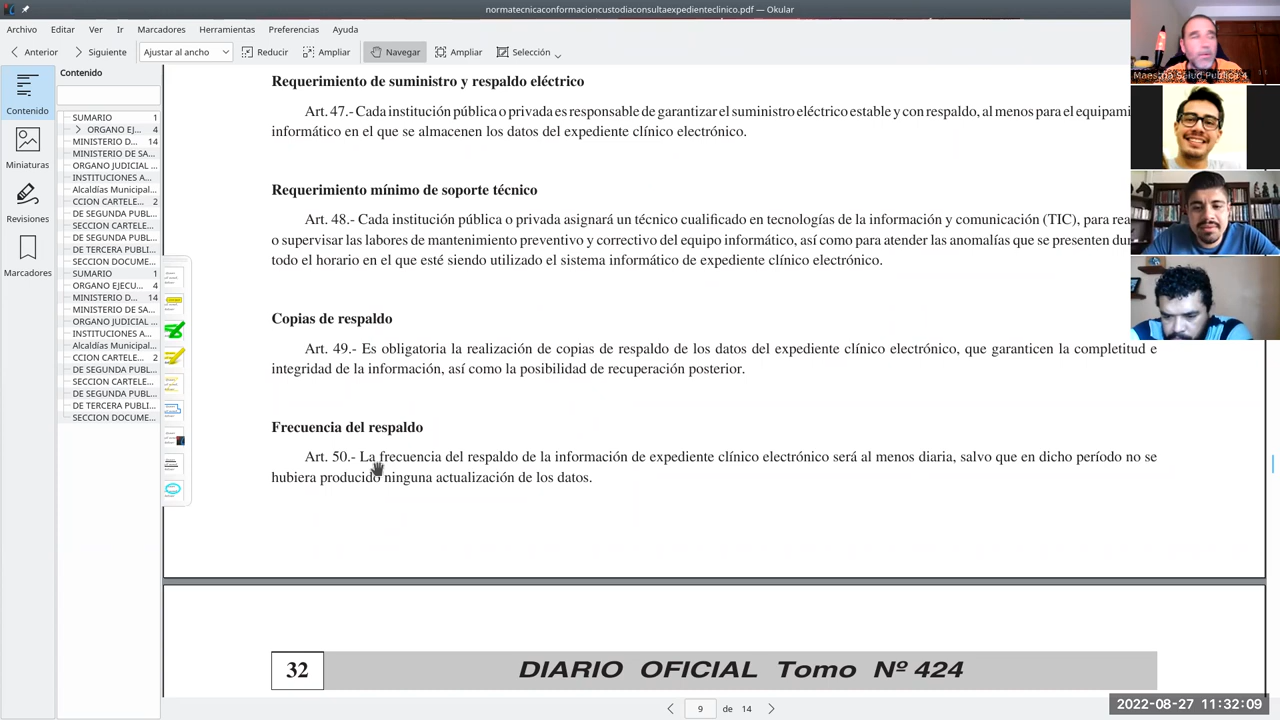 normatecnicaconformacioncustodiaconsultaexpedienteclinico.pdf — Okular
Archivo Editar Ver Ir Marcadores Herramientas Preferencias Ayuda
Anterior Siguiente Ajustar al ancho Reducir Ampliar Navegar Ampliar Selección
Contenido
Miniaturas
Revisiones
Marcadores
Contenido
SUMARIO 1
ORGANO EJ... 4
MINISTERIO D... 14
MINISTERIO DE SA...
ORGANO JUDICIAL ...
INSTITUCIONES A...
Alcaldías Municipal...
CCION CARTELE... 2
DE SEGUNDA PUBL...
SECCION CARTELE...
DE SEGUNDA PUBL...
DE TERCERA PUBLI...
SECCION DOCUME...
SUMARIO 1
ORGANO EJECU... 4
MINISTERIO D... 14
MINISTERIO DE SA...
ORGANO JUDICIAL ...
INSTITUCIONES A...
Alcaldías Municipal...
CCION CARTELE... 2
DE SEGUNDA PUBL...
SECCION CARTELE...
DE SEGUNDA PUBL...
DE TERCERA PUBLI...
SECCION DOCUME...
Requerimiento de suministro y respaldo eléctrico
Art. 47.- Cada institución pública o privada es responsable de garantizar el suministro eléctrico estable y con respaldo, al menos para el equipami
informático en el que se almacenen los datos del expediente clínico electrónico.
Requerimiento mínimo de soporte técnico
Art. 48.- Cada institución pública o privada asignará un técnico cualificado en tecnologías de la información y comunicación (TIC), para rea
o supervisar las labores de mantenimiento preventivo y correctivo del equipo informático, así como para atender las anomalías que se presenten dur
todo el horario en el que esté siendo utilizado el sistema informático de expediente clínico electrónico.
Copias de respaldo
Art. 49.- Es obligatoria la realización de copias de respaldo de los datos del expediente clínico electrónico, que garanticen la completitud e
integridad de la información, así como la posibilidad de recuperación posterior.
Frecuencia del respaldo
Art. 50.- La frecuencia del respaldo de la información de expediente clínico electrónico será al menos diaria, salvo que en dicho período no se
hubiera producido ninguna actualización de los datos.
32 DIARIO OFICIAL Tomo Nº 424
9 de 14
Maestría Salud Publica 4
2022-08-27 11:32:09